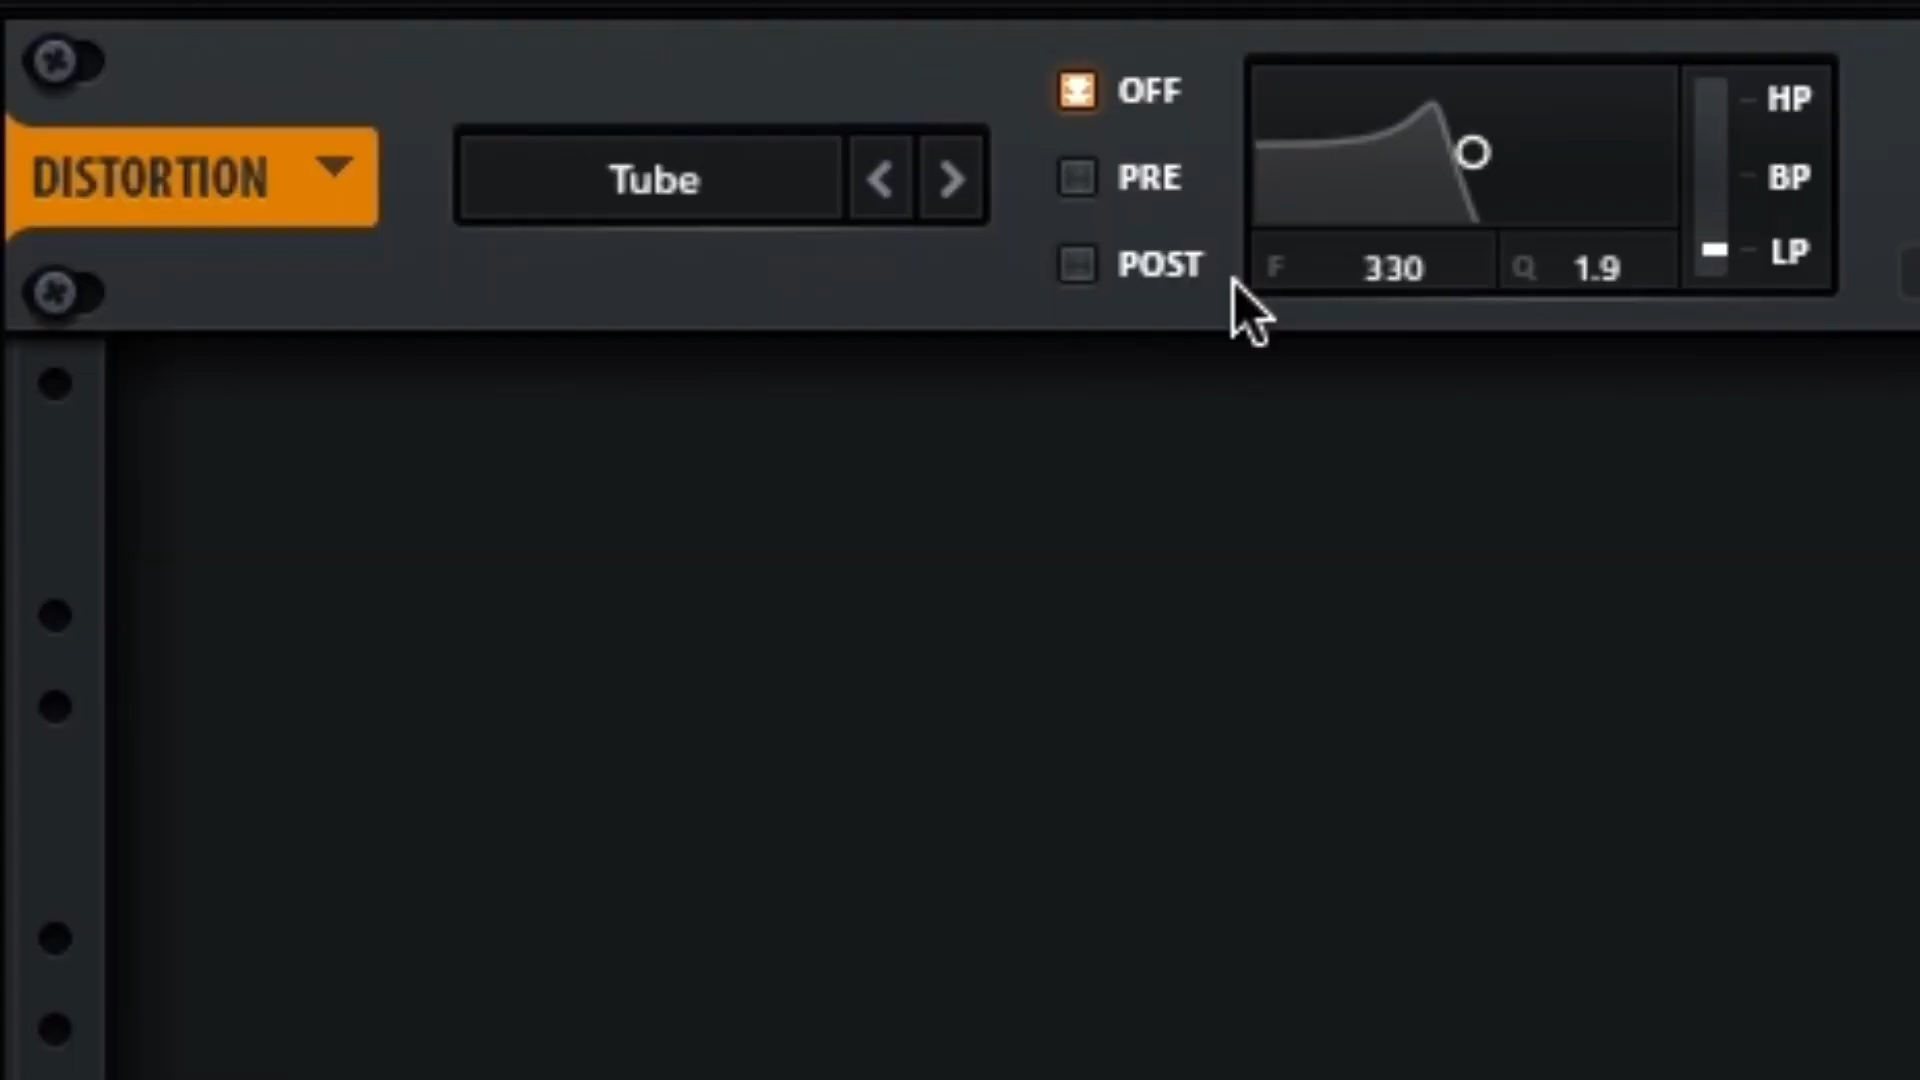 DISTORTION
Tube
OFF
PRE
POST
F 330 Q 1.9
HP
BP
LP